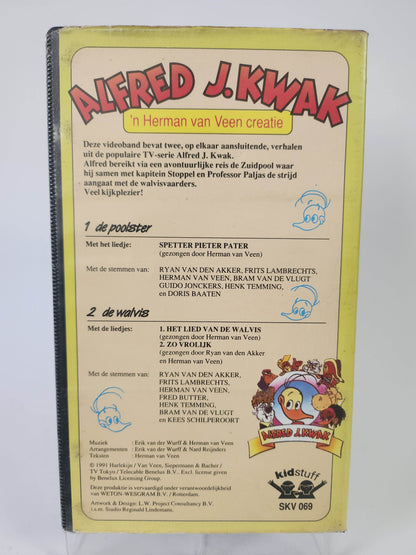 ALFRED J. KWAK
'n Herman van Veen creatie
Deze videoband bevat twee, op elkaar aansluitende, verhalen
uit de populaire TV-serie Alfred J. Kwak.
Alfred bereikt via een avontuurlijke reis de Zuidpool waar
hij samen met kapitein Stoppel en Professor Paljas de strijd
aangaat met de walvisvaarders.
Veel kijkplezier!
1 de poolster
Met het liedje: SPETTER PIETER PATER
(gezongen door Herman van Veen)
Met de stemmen van: RYAN VAN DEN AKKER, FRITS LAMBRECHTS,
HERMAN VAN VEEN, BRAM VAN DE VLUGT
GUIDO JONCKERS, HENK TEMMING,
en DORIS BAATEN
2 de walvis
Met de liedjes: 1. HET LIED VAN DE WALVIS
(gezongen door Herman van Veen)
2. ZO VROLIJK
(gezongen door Ryan van den Akker
en Herman van Veen)
Met de stemmen van: RYAN VAN DEN AKKER,
FRITS LAMBRECHTS,
HERMAN VAN VEEN,
FRED BUTTER,
HENK TEMMING,
BRAM VAN DE VLUGT
en KEES SCHILPEROORT
ALFRED J. KWAK
Muziek : Erik van der Wurff & Herman van Veen
Arrangementen : Erik van der Wurff & Nard Reijnders
Teksten : Herman van Veen
© 1991 Harlekijn / Van Veen, Siepermann & Bacher /
TV Tokyo / Telecable Benelux B.V.. Excl. license given
by Benelux Licensing Group.
Deze produktie is vervaardigd onder verantwoordelijkheid
van WETON-WESGRAM B.V. / Rotterdam.
Artwork & Design: L.W. Project Consultancy B.V.
i.s.m. Studio Reginald Lindemans.
kidstuff
SKV 069